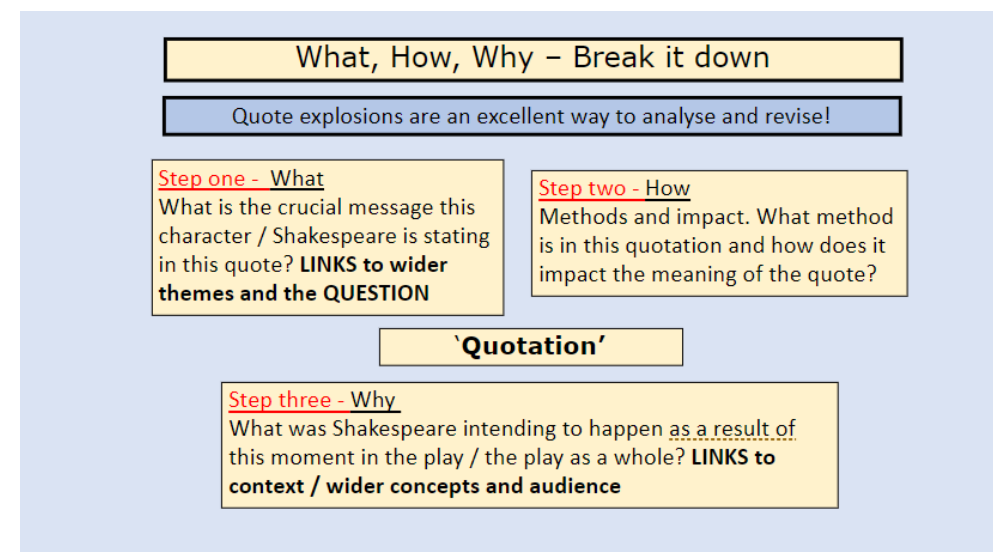 What, How, Why – Break it down
Quote explosions are an excellent way to analyse and revise!
Step one -  What
What is the crucial message this
character / Shakespeare is stating
in this quote? LINKS to wider
themes and the QUESTION
Step two - How
Methods and impact. What method
is in this quotation and how does it
impact the meaning of the quote?
‵Quotation’
Step three - Why
What was Shakespeare intending to happen as a result of
this moment in the play / the play as a whole? LINKS to
context / wider concepts and audience